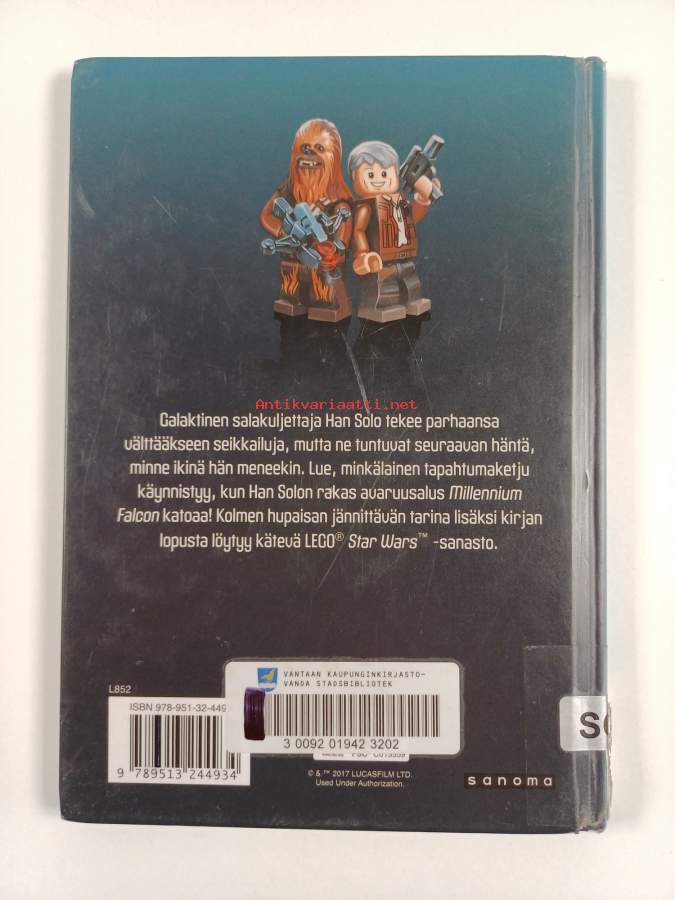 Antikvariaatti.net
Galaktinen salakuljettaja Han Solo tekee parhaansa
välttääkseen seikkailuja, mutta ne tuntuvat seuraavan häntä,
minne ikinä hän meneekin. Lue, minkälainen tapahtumaketju
käynnistyy, kun Han Solon rakas avaruusalus Millennium
Falcon katoaa! Kolmen hupaisan jännittävän tarina lisäksi kirjan
lopusta löytyy kätevä LEGO® Star Wars™ -sanasto.
L852
VANTAAN KAUPUNGINKIRJASTO-
VANDA STADSBIBLIOTEK
ISBN 978-951-32-449
3 0092 01942 3202
9 789513 244934
© & ™ 2017 LUCASFILM LTD.
Used Under Authorization.
sanoma